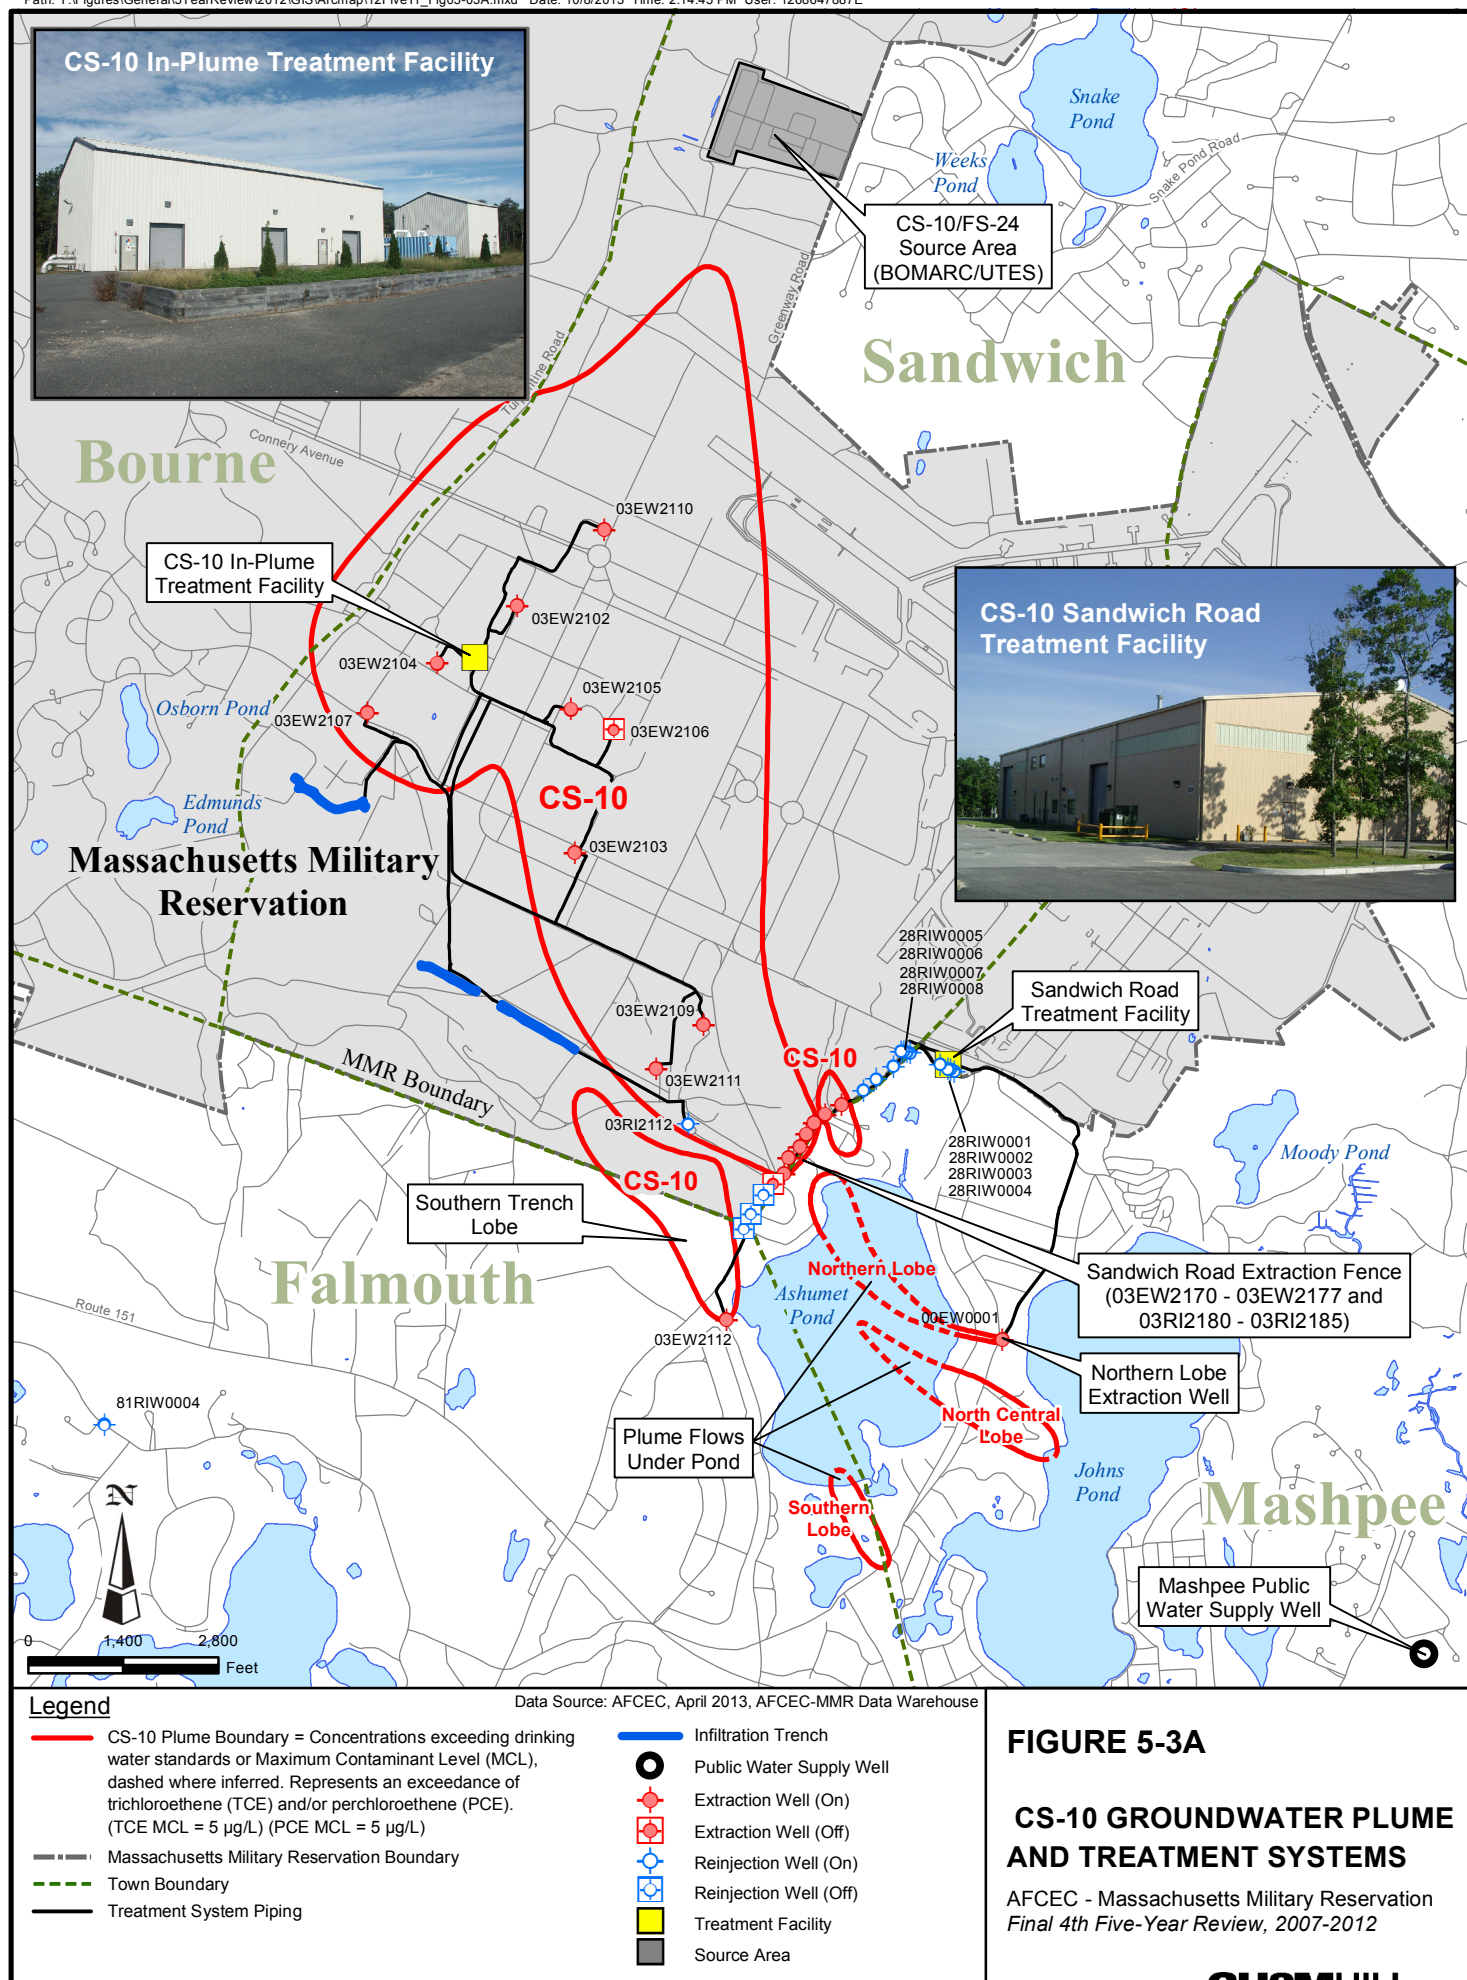 CS-10 In-Plume Treatment Facility
Snake
Pond
Weeks
Pond
Snake Pond Road
CS-10/FS-24
Source Area
(BOMARC/UTES)
Greenway Road
Sandwich
Turpentine Road
Connery Avenue
Bourne
03EW2110
CS-10 In-Plume
Treatment Facility
03EW2102
CS-10 Sandwich Road
Treatment Facility
03EW2104
03EW2105
Osborn Pond
03EW2107
03EW2106
CS-10
Edmunds
Pond
03EW2103
Massachusetts Military
Reservation
28RIW0005
28RIW0006
28RIW0007
28RIW0008
Sandwich Road
Treatment Facility
03EW2109
MMR Boundary
CS-10
03EW2111
03RI2112
28RIW0001
28RIW0002
28RIW0003
28RIW0004
Moody Pond
CS-10
Southern Trench
Lobe
Falmouth
Northern Lobe
Ashumet
Pond
Sandwich Road Extraction Fence
(03EW2170 - 03EW2177 and
03RI2180 - 03RI2185)
Route 151
00EW0001
03EW2112
Northern Lobe
Extraction Well
81RIW0004
North Central
Lobe
Plume Flows
Under Pond
Johns
Pond
Southern
Lobe
Mashpee
N
Mashpee Public
Water Supply Well
0 1,400 2,800
Feet
Legend
Data Source: AFCEC, April 2013, AFCEC-MMR Data Warehouse
CS-10 Plume Boundary = Concentrations exceeding drinking
water standards or Maximum Contaminant Level (MCL),
dashed where inferred. Represents an exceedance of
trichloroethene (TCE) and/or perchloroethene (PCE).
(TCE MCL = 5 µg/L) (PCE MCL = 5 µg/L)
Massachusetts Military Reservation Boundary
Town Boundary
Treatment System Piping
Infiltration Trench
Public Water Supply Well
Extraction Well (On)
Extraction Well (Off)
Reinjection Well (On)
Reinjection Well (Off)
Treatment Facility
Source Area
FIGURE 5-3A
CS-10 GROUNDWATER PLUME
AND TREATMENT SYSTEMS
AFCEC - Massachusetts Military Reservation
Final 4th Five-Year Review, 2007-2012